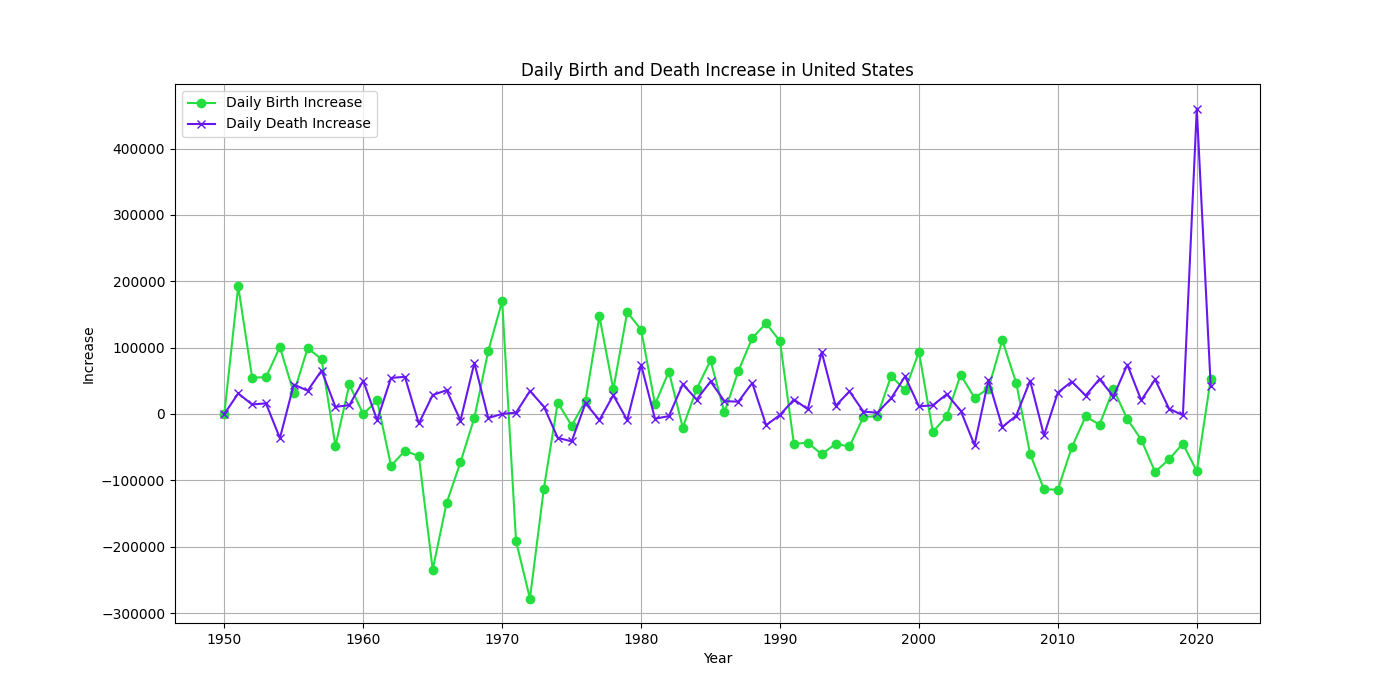 Daily Birth and Death Increase in United States
Daily Birth Increase
Daily Death Increase
400000
300000
200000
100000
0
−100000
−200000
−300000
Increase
1950 1960 1970 1980 1990 2000 2010 2020
Year